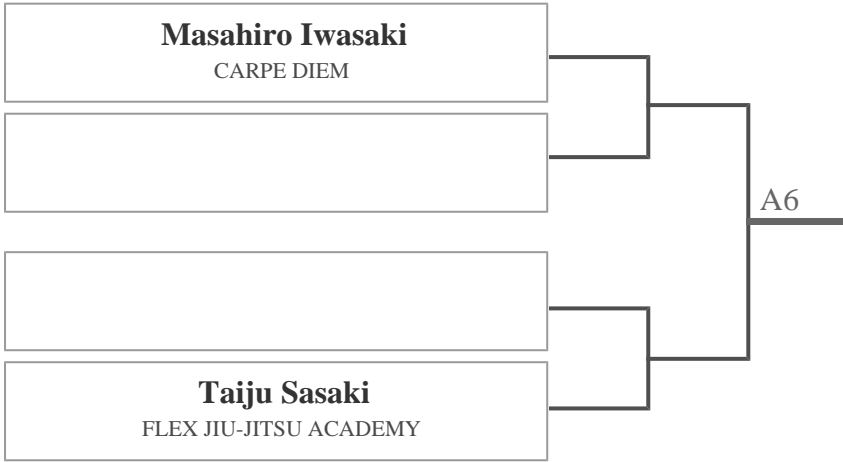 Masahiro Iwasaki
CARPE DIEM
A6
Taiju Sasaki
FLEX JIU-JITSU ACADEMY